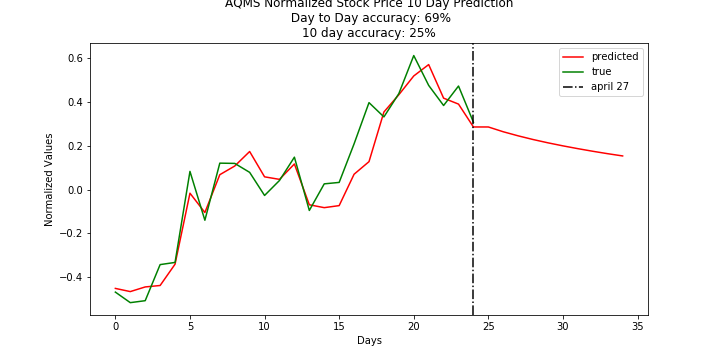 AQMS Normalized Stock Price 10 Day Prediction
Day to Day accuracy: 69%
10 day accuracy: 25%
predicted
true
april 27
0.6
0.4
0.2
0.0
−0.2
−0.4
Normalized Values
0 5 10 15 20 25 30 35
Days